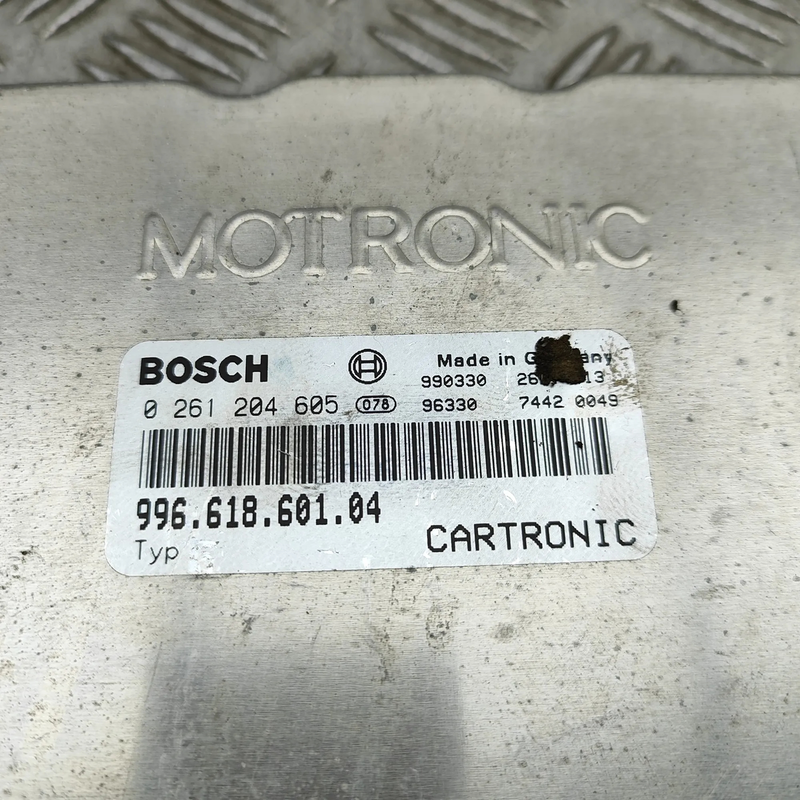 MOTRONIC
BOSCH
Made in
990330
0 261 204 605 078 96330 7442 0049
996.618.601.04
Typ CARTRONIC